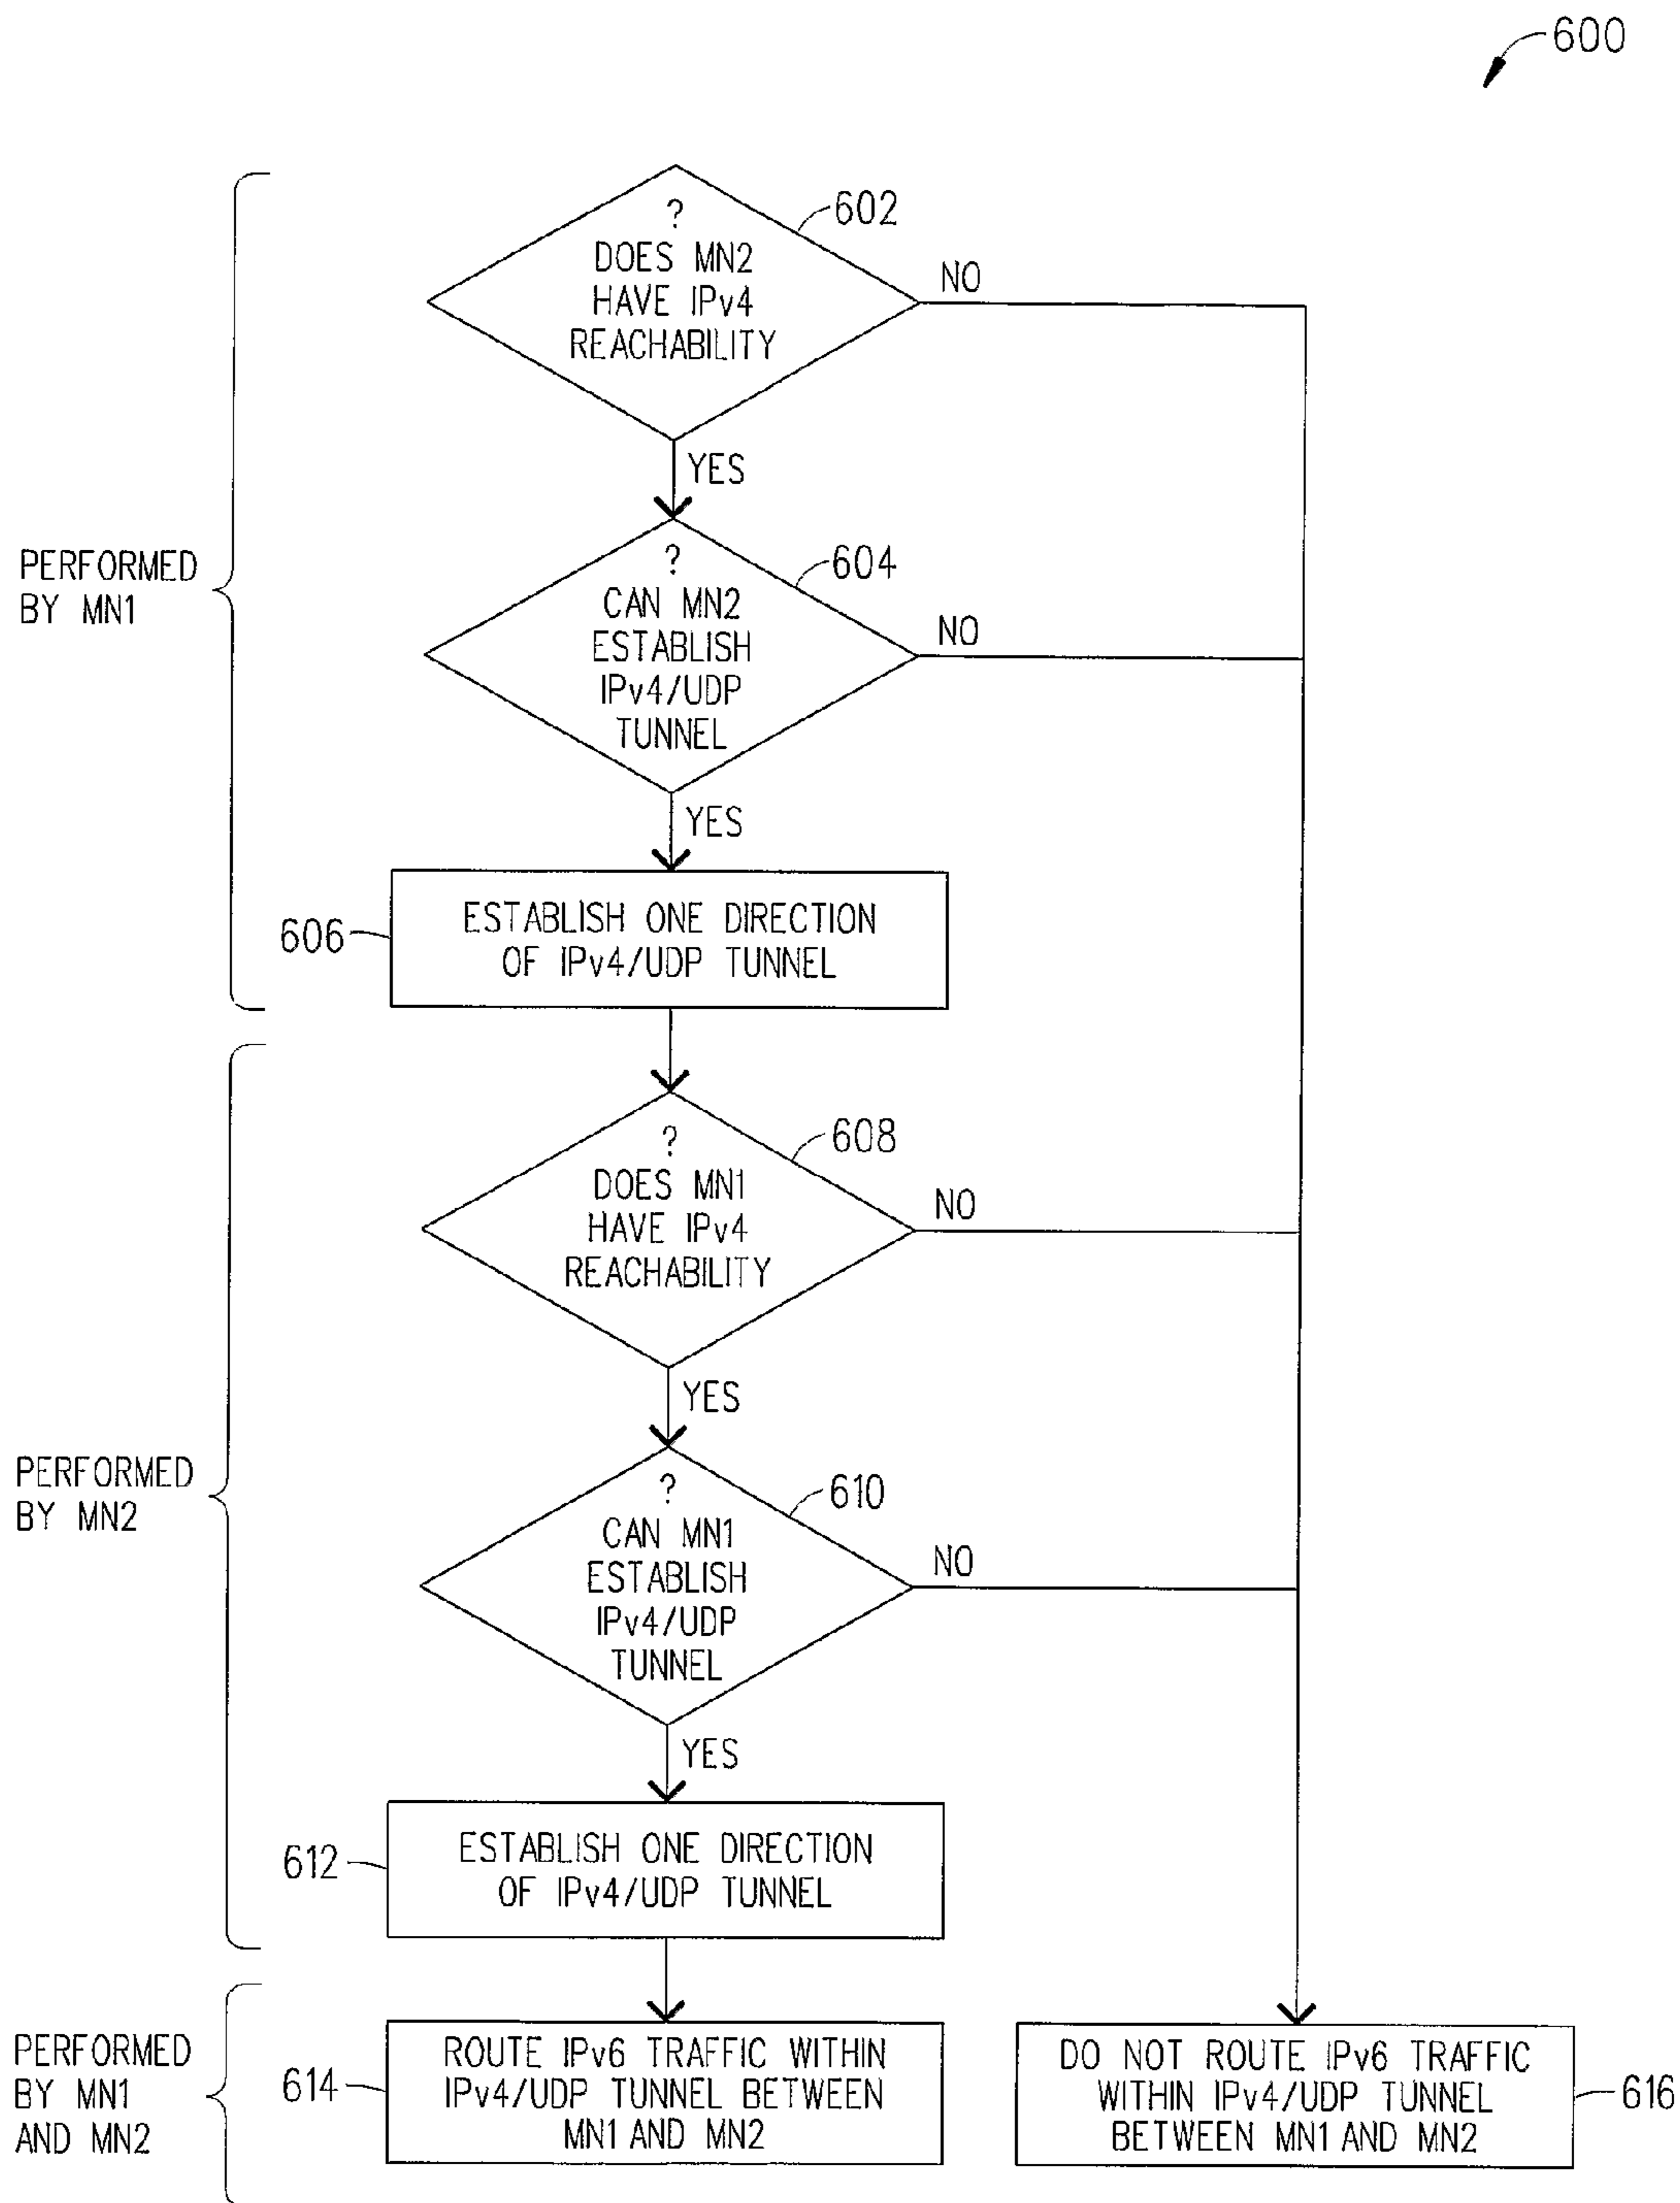 600
?
602
DOES MN2
HAVE IPv4
REACHABILITY
NO
YES
PERFORMED
BY MN1
?
604
CAN MN2
ESTABLISH
IPv4/UDP
TUNNEL
NO
YES
606
ESTABLISH ONE DIRECTION
OF IPv4/UDP TUNNEL
?
608
DOES MN1
HAVE IPv4
REACHABILITY
NO
YES
PERFORMED
BY MN2
?
610
CAN MN1
ESTABLISH
IPv4/UDP
TUNNEL
NO
YES
612
ESTABLISH ONE DIRECTION
OF IPv4/UDP TUNNEL
PERFORMED
BY MN1
AND MN2
614
ROUTE IPv6 TRAFFIC WITHIN
IPv4/UDP TUNNEL BETWEEN
MN1 AND MN2
DO NOT ROUTE IPv6 TRAFFIC
WITHIN IPv4/UDP TUNNEL
BETWEEN MN1 AND MN2
616